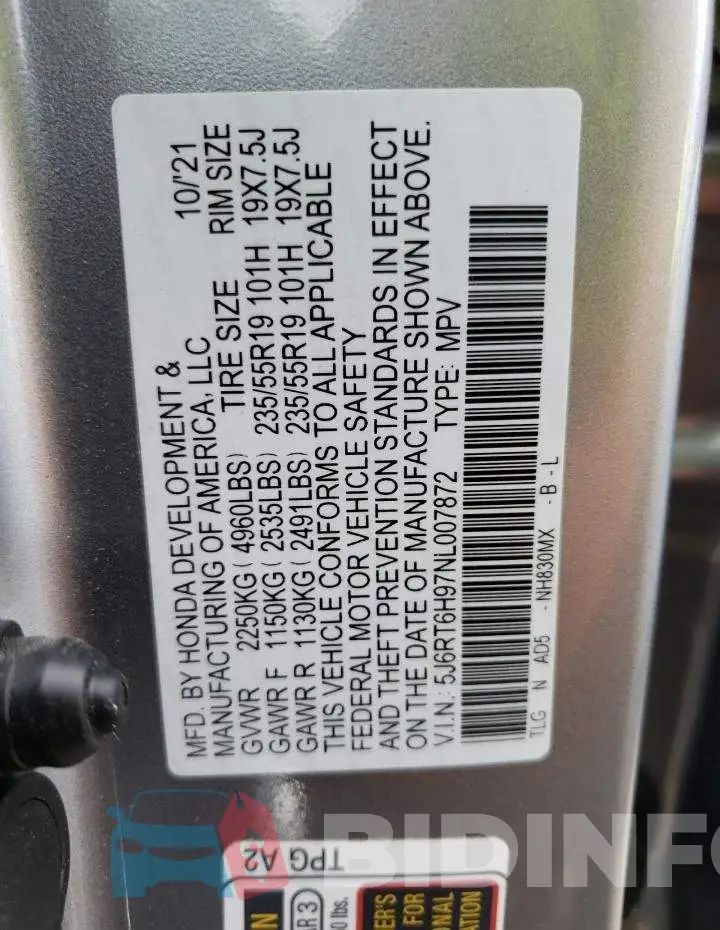 MFD. BY HONDA DEVELOPMENT & 10/'21
MANUFACTURING OF AMERICA, LLC
TIRE SIZE RIM SIZE
GVWR 2250KG ( 4960LBS)
GAWR F 1150KG ( 2535LBS) 235/55R19 101H 19X7.5J
GAWR R 1130KG ( 2491LBS) 235/55R19 101H 19X7.5J
THIS VEHICLE CONFORMS TO ALL APPLICABLE
FEDERAL MOTOR VEHICLE SAFETY
AND THEFT PREVENTION STANDARDS IN EFFECT
ON THE DATE OF MANUFACTURE SHOWN ABOVE.
V.I.N.: 5J6RT6H97NL007872 TYPE: MPV
TLG N AD5 -NH830MX -B-L
TPG A2
BIDINFO